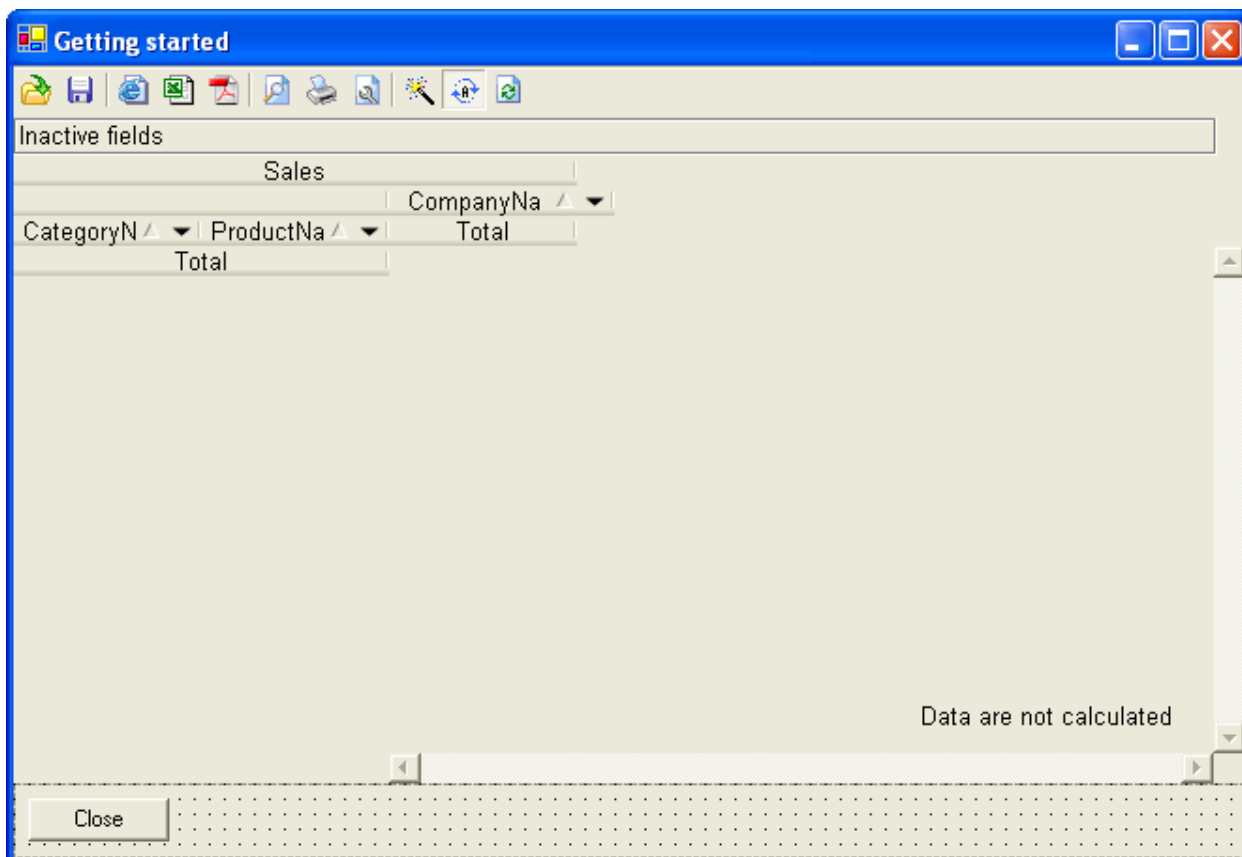 Getting started
Inactive fields
Sales
CompanyNa
CategoryN ProductNa Total
Total
Data are not calculated
Close